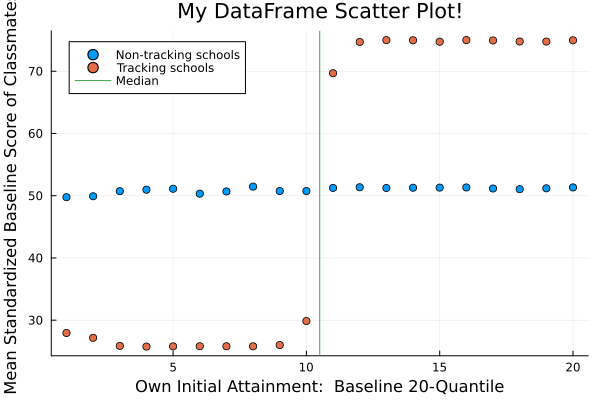 My DataFrame Scatter Plot!
Mean Standardized Baseline Score of Classmate
70
60
50
40
30
Non-tracking schools
Tracking schools
Median
5
10
15
20
Own Initial Attainment: Baseline 20-Quantile